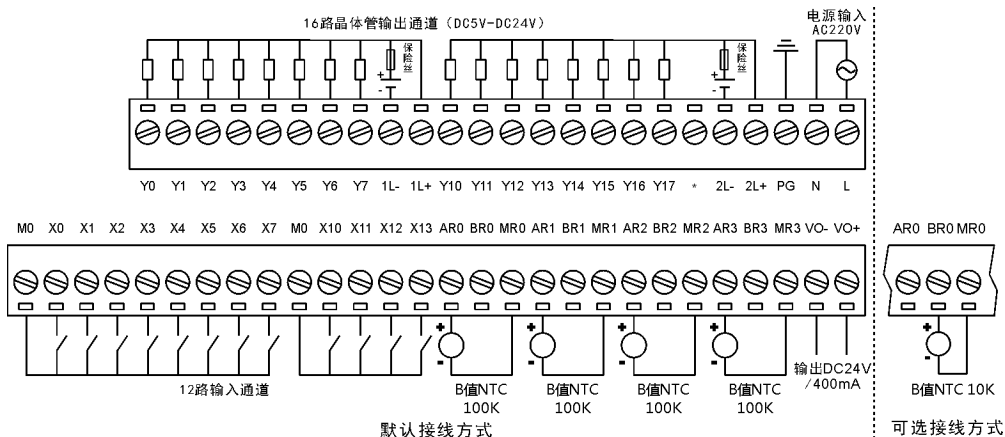 16路晶体管输出通道（DC5V-DC24V）
电源输入
AC220V
保险丝
+
-
保险丝
+
-
Y0 Y1 Y2 Y3 Y4 Y5 Y6 Y7 1L- 1L+ Y10 Y11 Y12 Y13 Y14 Y15 Y16 Y17 * 2L- 2L+ PG N L
M0 X0 X1 X2 X3 X4 X5 X6 X7 M0 X10 X11 X12 X13 AR0 BR0 MR0 AR1 BR1 MR1 AR2 BR2 MR2 AR3 BR3 MR3 VO- VO+
AR0 BR0 MR0
+
-
+
-
+
-
+
-
+
-
12路输入通道
B值NTC
100K
B值NTC
100K
B值NTC
100K
B值NTC
100K
输出DC24V
/400mA
B值NTC 10K
默认接线方式
可选接线方式